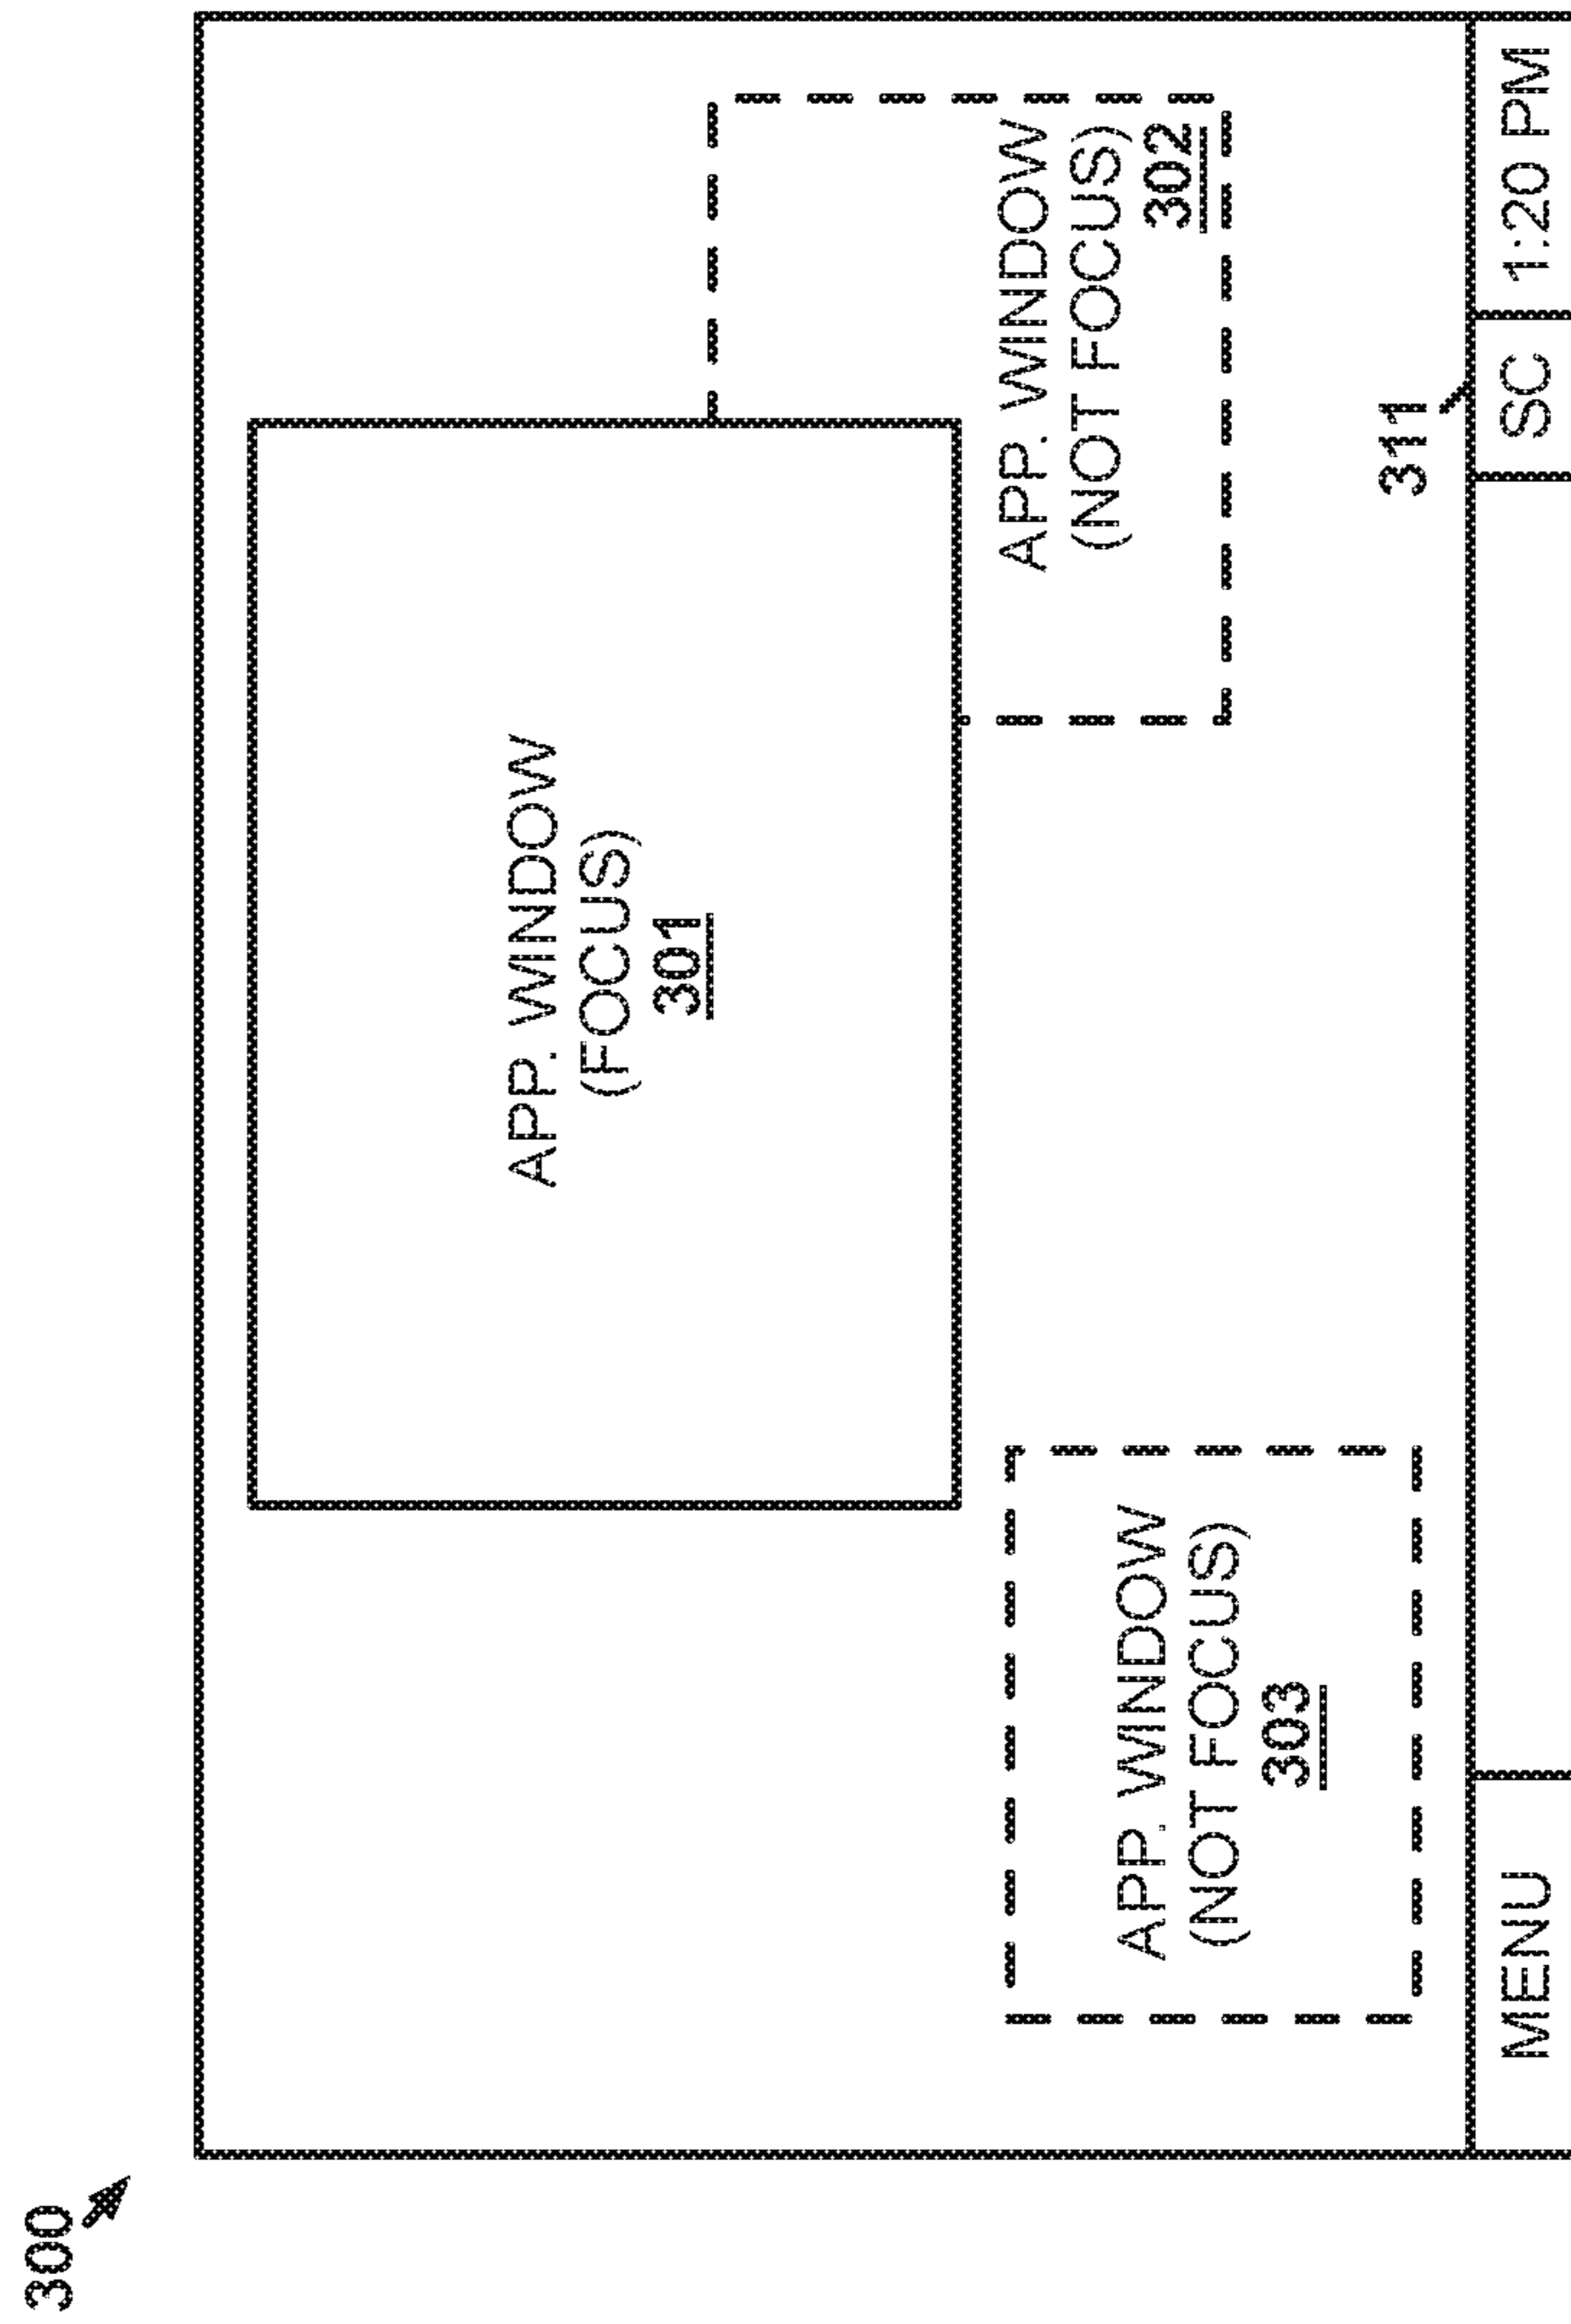 300
APP. WINDOW
(FOCUS)
301
APP. WINDOW
(NOT FOCUS)
302
APP. WINDOW
(NOT FOCUS)
303
311
MENU
SC
1:20 PM